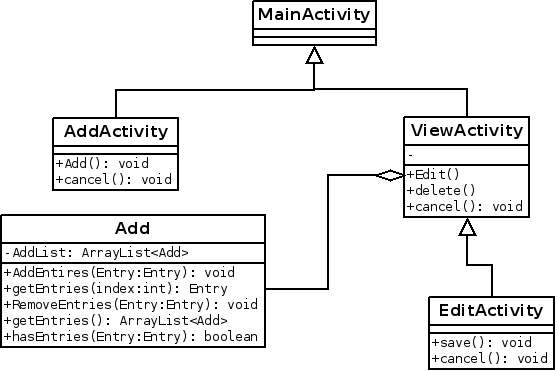 MainActivity
AddActivity
+Add(): void
+cancel(): void
ViewActivity
-
+Edit()
+delete()
+cancel(): void
Add
-AddList: ArrayList<Add>
+AddEntires(Entry:Entry): void
+getEntries(index:int): Entry
+RemoveEntries(Entry:Entry): void
+getEntries(): ArrayList<Add>
+hasEntries(Entry:Entry): boolean
EditActivity
+save(): void
+cancel(): void